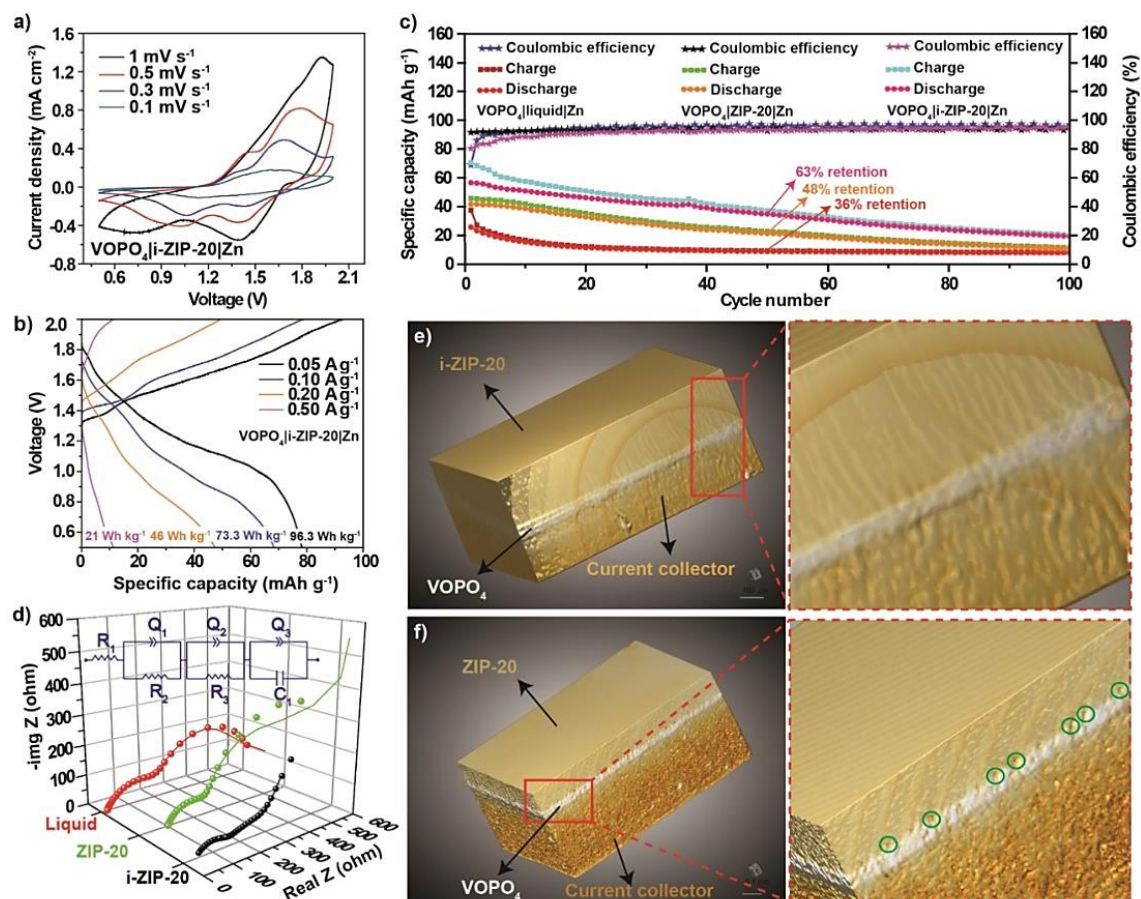 a)
Current density (mA cm⁻²)
1.6
1.2
0.8
0.4
0.0
-0.4
-0.8
1 mV s⁻¹
0.5 mV s⁻¹
0.3 mV s⁻¹
0.1 mV s⁻¹
VOPO₄|i-ZIP-20|Zn
0.4 0.8 1.2 1.6 2.0
Voltage (V)
c)
Specific capacity (mAh g⁻¹)
160
140
120
100
80
60
40
20
0
Coulombic efficiency Coulombic efficiency Coulombic efficiency
Charge Charge Charge
Discharge Discharge Discharge
VOPO₄|liquid|Zn VOPO₄|ZIP-20|Zn VOPO₄|i-ZIP-20|Zn
63% retention
48% retention
36% retention
0 20 40 60 80 100
Cycle number
160
140
120
100
80
60
40
20
0
Coulombic efficiency (%)
b)
Voltage (V)
2.0
1.8
1.6
1.4
1.2
1.0
0.8
0.6
0.05 Ag⁻¹
0.10 Ag⁻¹
0.20 Ag⁻¹
0.50 Ag⁻¹
VOPO₄|i-ZIP-20|Zn
21 Wh kg⁻¹ 46 Wh kg⁻¹ 73.3 Wh kg⁻¹ 96.3 Wh kg⁻¹
0 20 40 60 80 100
Specific capacity (mAh g⁻¹)
d)
-img Z (ohm)
600
500
400
300
200
100
0
R₁ Q₁ Q₂ Q₃
R₂ R₃ C₁
Liquid
ZIP-20
i-ZIP-20
0 100 200 300 400 500 600
Real Z (ohm)
e)
i-ZIP-20
VOPO₄
Current collector
f)
ZIP-20
VOPO₄
Current collector